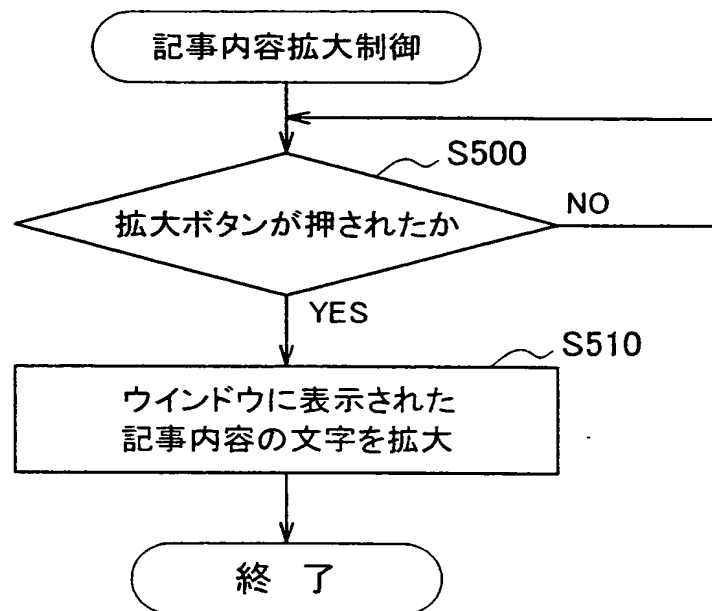 記事内容拡大制御
S500
拡大ボタンが押されたか
NO
YES
S510
ウインドウに表示された
記事内容の文字を拡大
終 了